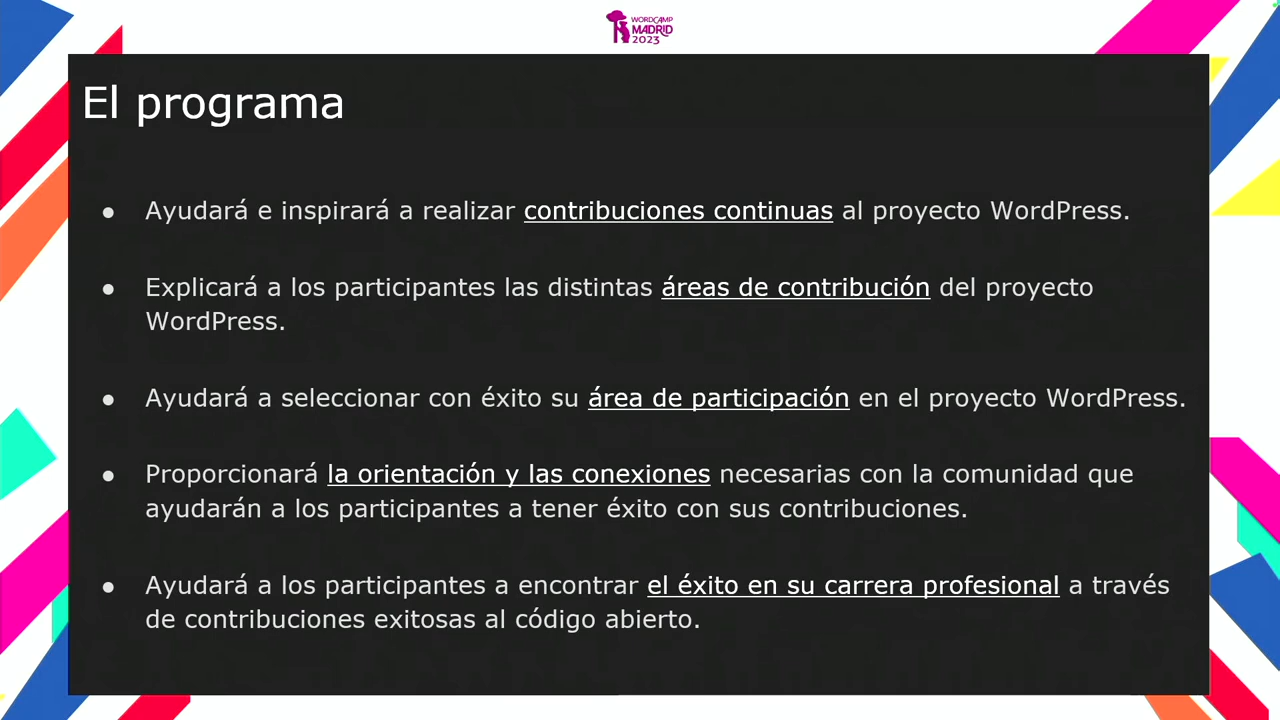 WORDCAMP
MADRID
2023
El programa
● Ayudará e inspirará a realizar contribuciones continuas al proyecto WordPress.
● Explicará a los participantes las distintas áreas de contribución del proyecto
WordPress.
● Ayudará a seleccionar con éxito su área de participación en el proyecto WordPress.
● Proporcionará la orientación y las conexiones necesarias con la comunidad que
ayudarán a los participantes a tener éxito con sus contribuciones.
● Ayudará a los participantes a encontrar el éxito en su carrera profesional a través
de contribuciones exitosas al código abierto.